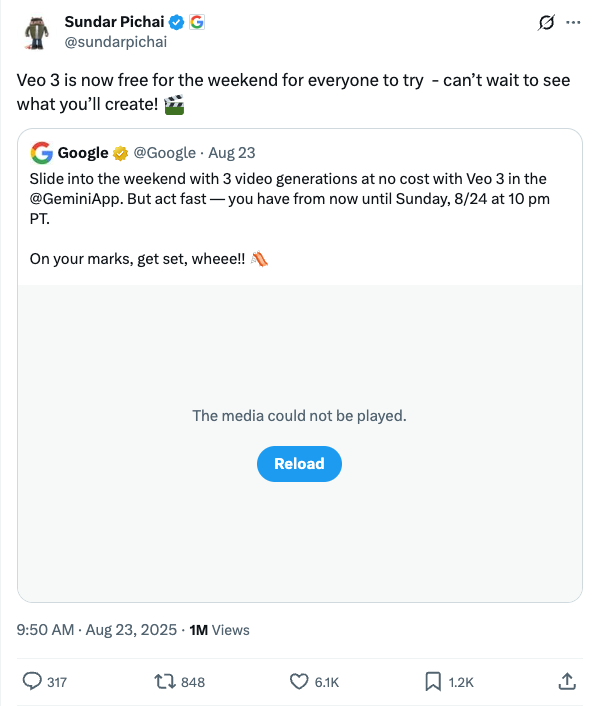 Sundar Pichai
@sundarpichai
Veo 3 is now free for the weekend for everyone to try  - can’t wait to see
what you’ll create! 🎬
Google @Google · Aug 23
Slide into the weekend with 3 video generations at no cost with Veo 3 in the
@GeminiApp. But act fast — you have from now until Sunday, 8/24 at 10 pm
PT.
On your marks, get set, wheee!! 🛝
The media could not be played.
Reload
9:50 AM · Aug 23, 2025 · 1M Views
317 848 6.1K 1.2K